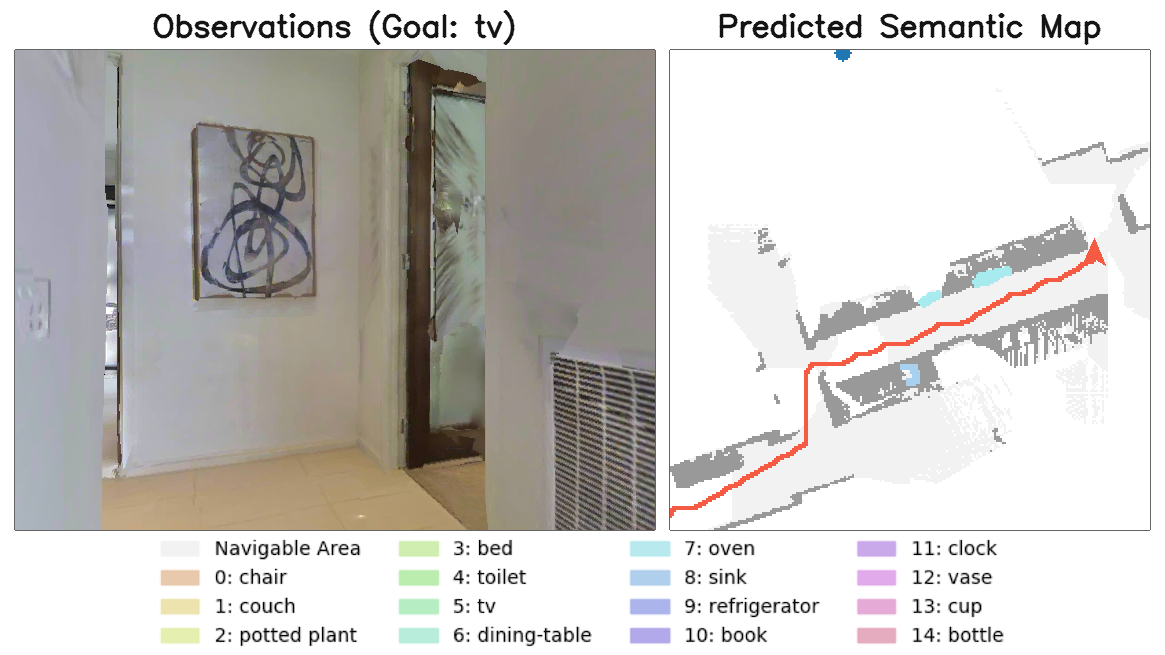 Observations (Goal: tv)
Predicted Semantic Map
Navigable Area
0: chair
1: couch
2: potted plant
3: bed
4: toilet
5: tv
6: dining-table
7: oven
8: sink
9: refrigerator
10: book
11: clock
12: vase
13: cup
14: bottle